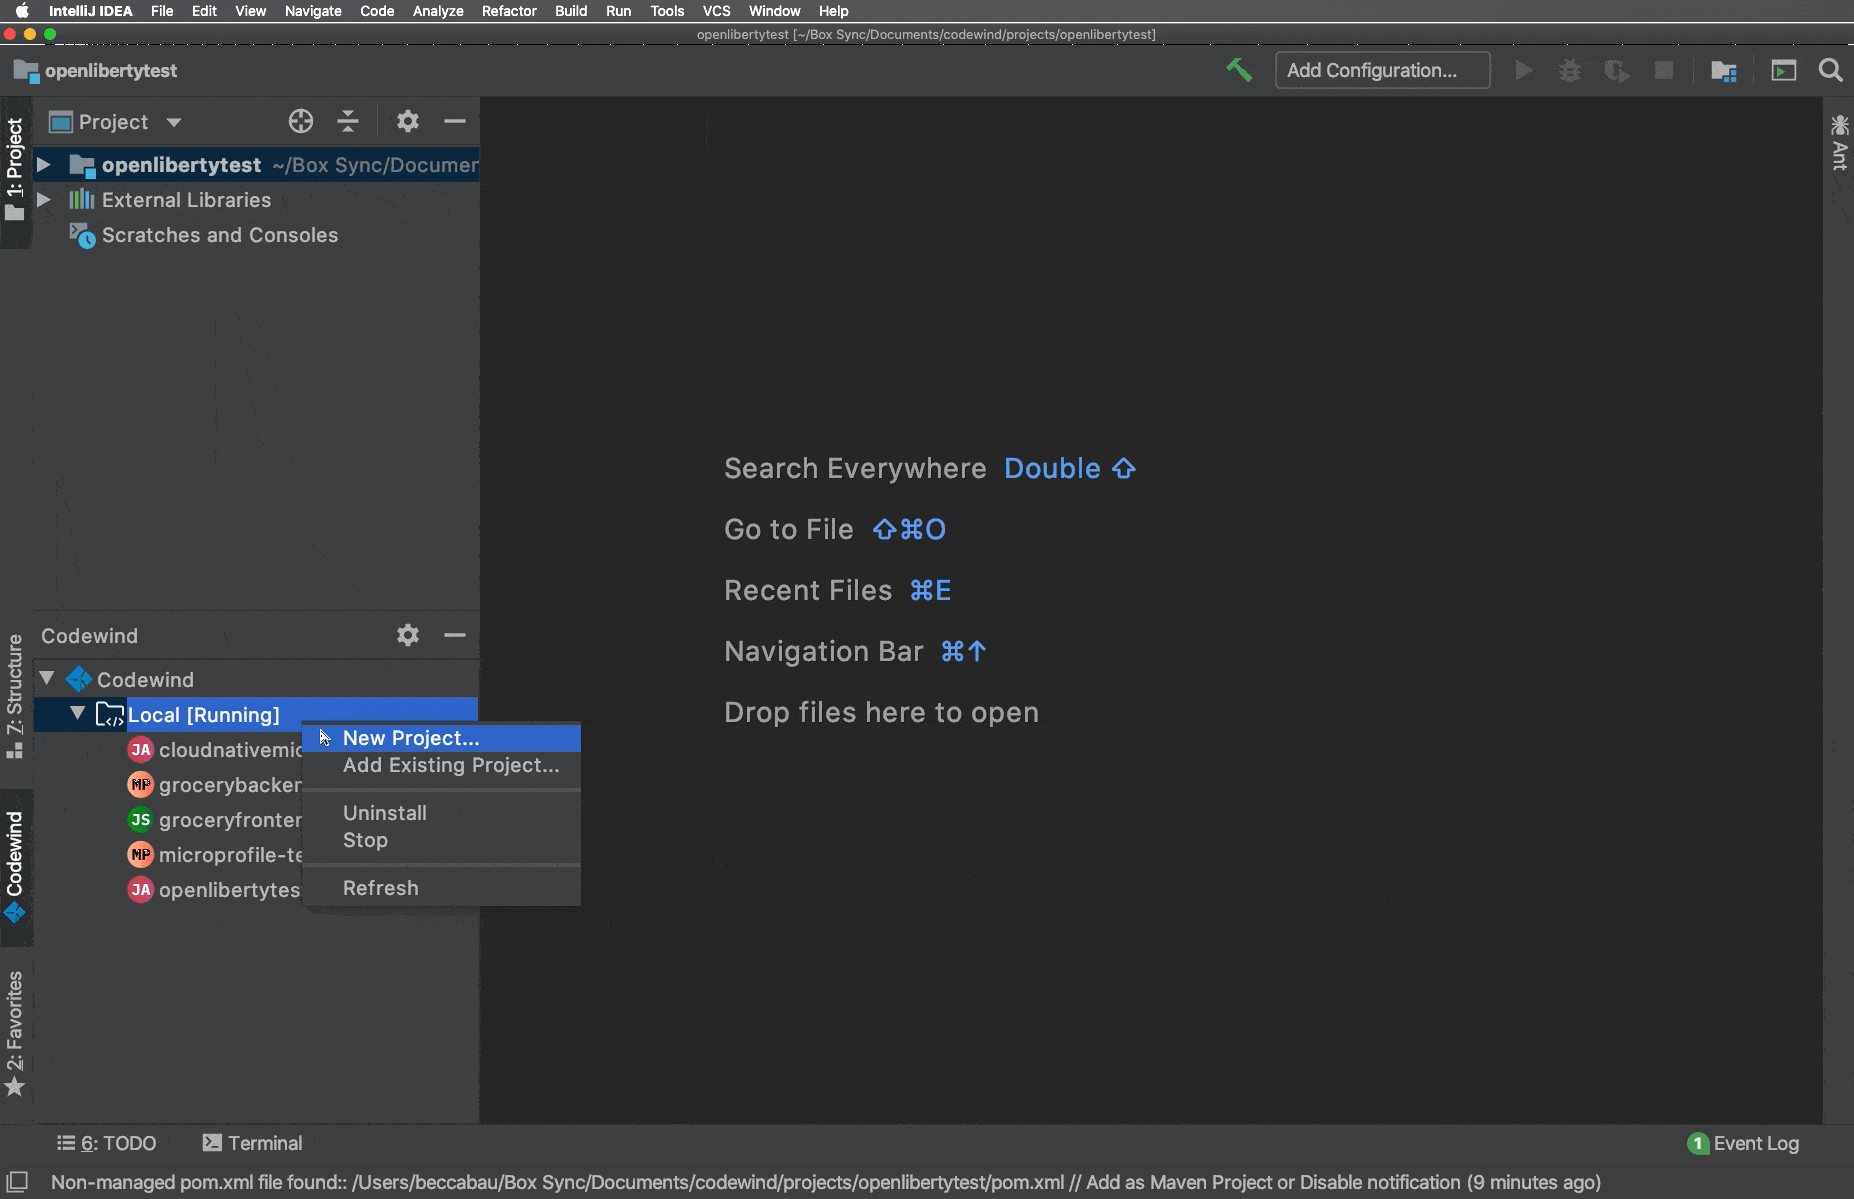 IntelliJ IDEA File Edit View Navigate Code Analyze Refactor Build Run Tools VCS Window Help
openlibertytest [~/Box Sync/Documents/codewind/projects/openlibertytest]
openlibertytest
Add Configuration...
1: Project
Project
Ant
openlibertytest ~/Box Sync/Documen
External Libraries
Scratches and Consoles
Search Everywhere Double ⇧
Go to File ⇧⌘O
Recent Files ⌘E
Navigation Bar ⌘↑
Drop files here to open
Z: Structure
Codewind
Codewind
Local [Running]
JA cloudnativemic
MP grocerybacken
JS groceryfronten
MP microprofile-te
JA openlibertytes
New Project...
Add Existing Project...
Uninstall
Stop
Refresh
Codewind
2: Favorites
6: TODO
Terminal
1 Event Log
Non-managed pom.xml file found:: /Users/beccabau/Box Sync/Documents/codewind/projects/openlibertytest/pom.xml // Add as Maven Project or Disable notification (9 minutes ago)